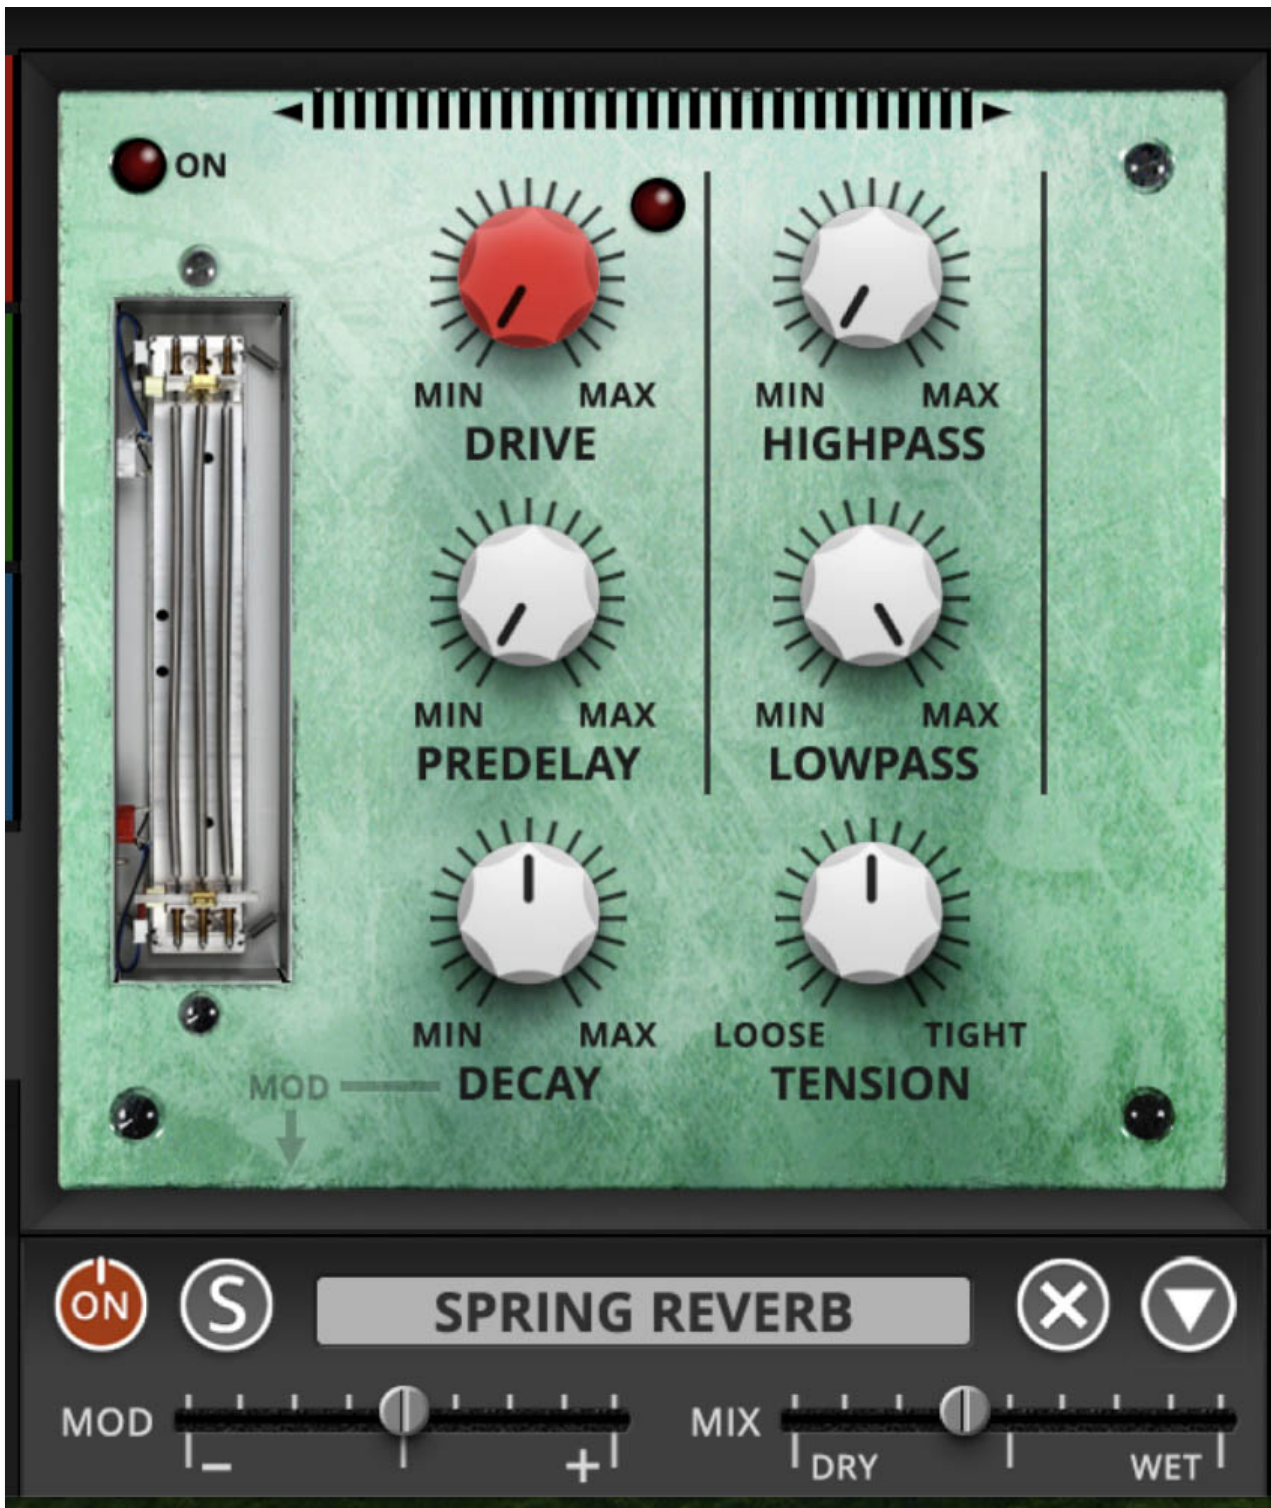 ON
MIN MAX MIN MAX
DRIVE HIGHPASS
MIN MAX MIN MAX
PREDELAY LOWPASS
MIN MAX LOOSE TIGHT
MOD DECAY TENSION
ON S SPRING REVERB
MOD MIX
− + DRY WET